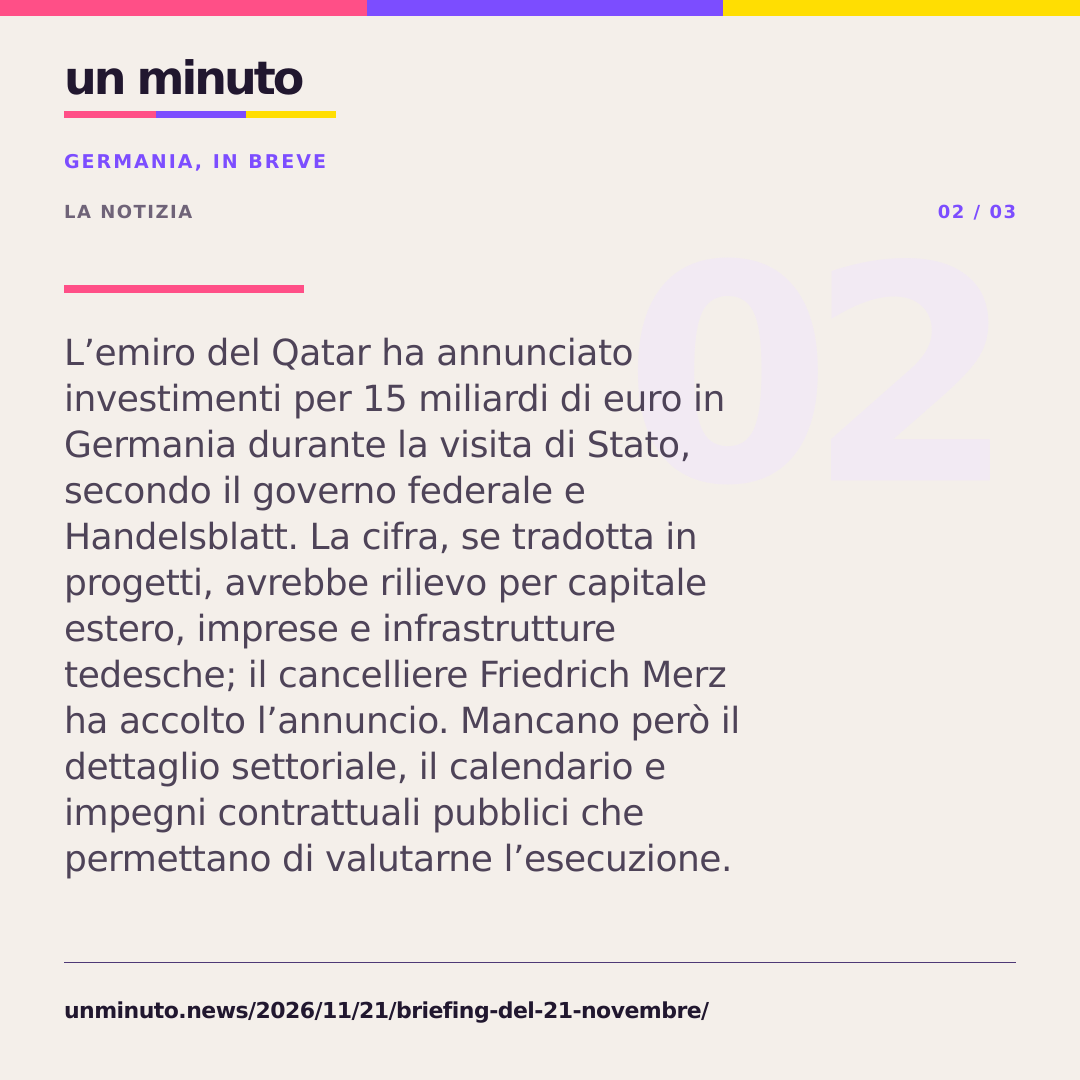 un minuto
GERMANIA, IN BREVE
LA NOTIZIA
02 / 03
02
L’emiro del Qatar ha annunciato
investimenti per 15 miliardi di euro in
Germania durante la visita di Stato,
secondo il governo federale e
Handelsblatt. La cifra, se tradotta in
progetti, avrebbe rilievo per capitale
estero, imprese e infrastrutture
tedesche; il cancelliere Friedrich Merz
ha accolto l’annuncio. Mancano però il
dettaglio settoriale, il calendario e
impegni contrattuali pubblici che
permettano di valutarne l’esecuzione.
unminuto.news/2026/11/21/briefing-del-21-novembre/